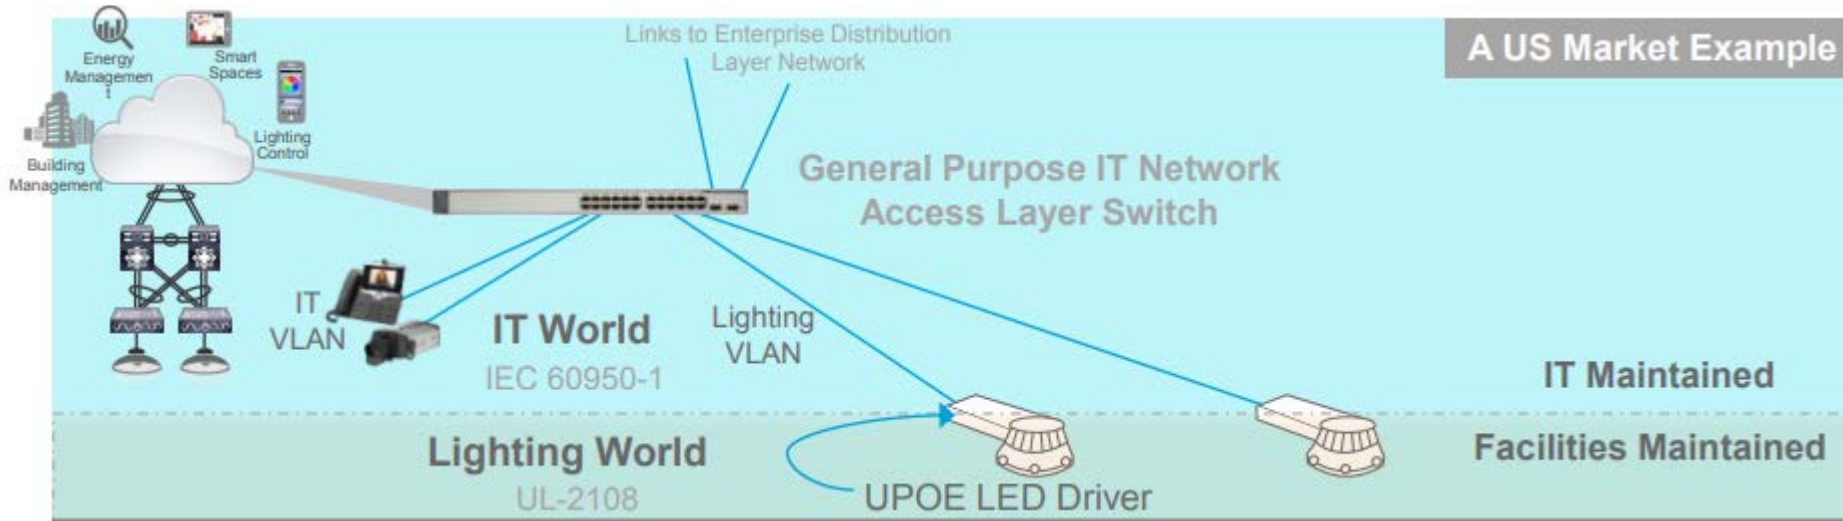 Energy
Managemen
t
Smart
Spaces
Lighting
Control
Building
Management
Links to Enterprise Distribution
Layer Network
A US Market Example
General Purpose IT Network
Access Layer Switch
IT
VLAN
IT World
IEC 60950-1
Lighting
VLAN
IT Maintained
Lighting World
UL-2108
UPOE LED Driver
Facilities Maintained